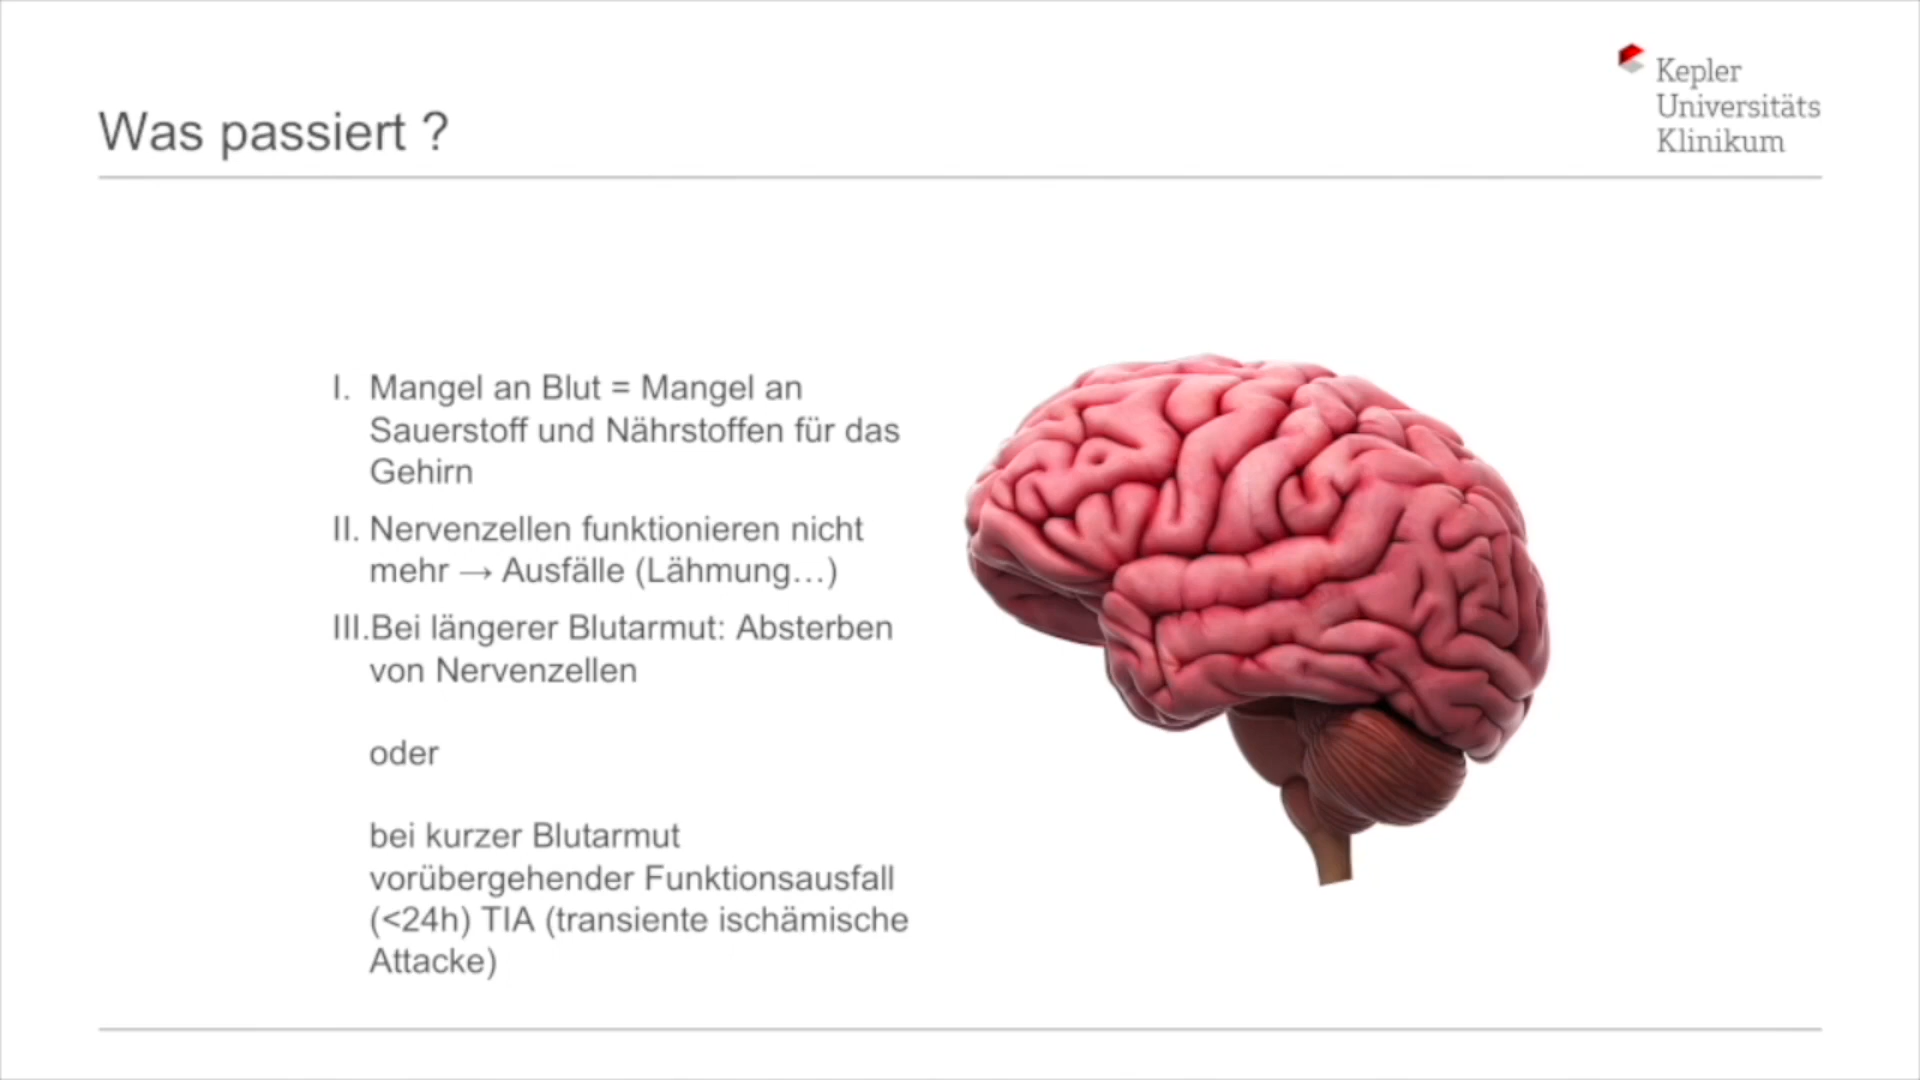 Kepler
Universitäts
Klinikum
Was passiert ?
I. Mangel an Blut = Mangel an
Sauerstoff und Nährstoffen für das
Gehirn
II. Nervenzellen funktionieren nicht
mehr → Ausfälle (Lähmung…)
III.Bei längerer Blutarmut: Absterben
von Nervenzellen
oder
bei kurzer Blutarmut
vorübergehender Funktionsausfall
(<24h) TIA (transiente ischämische
Attacke)